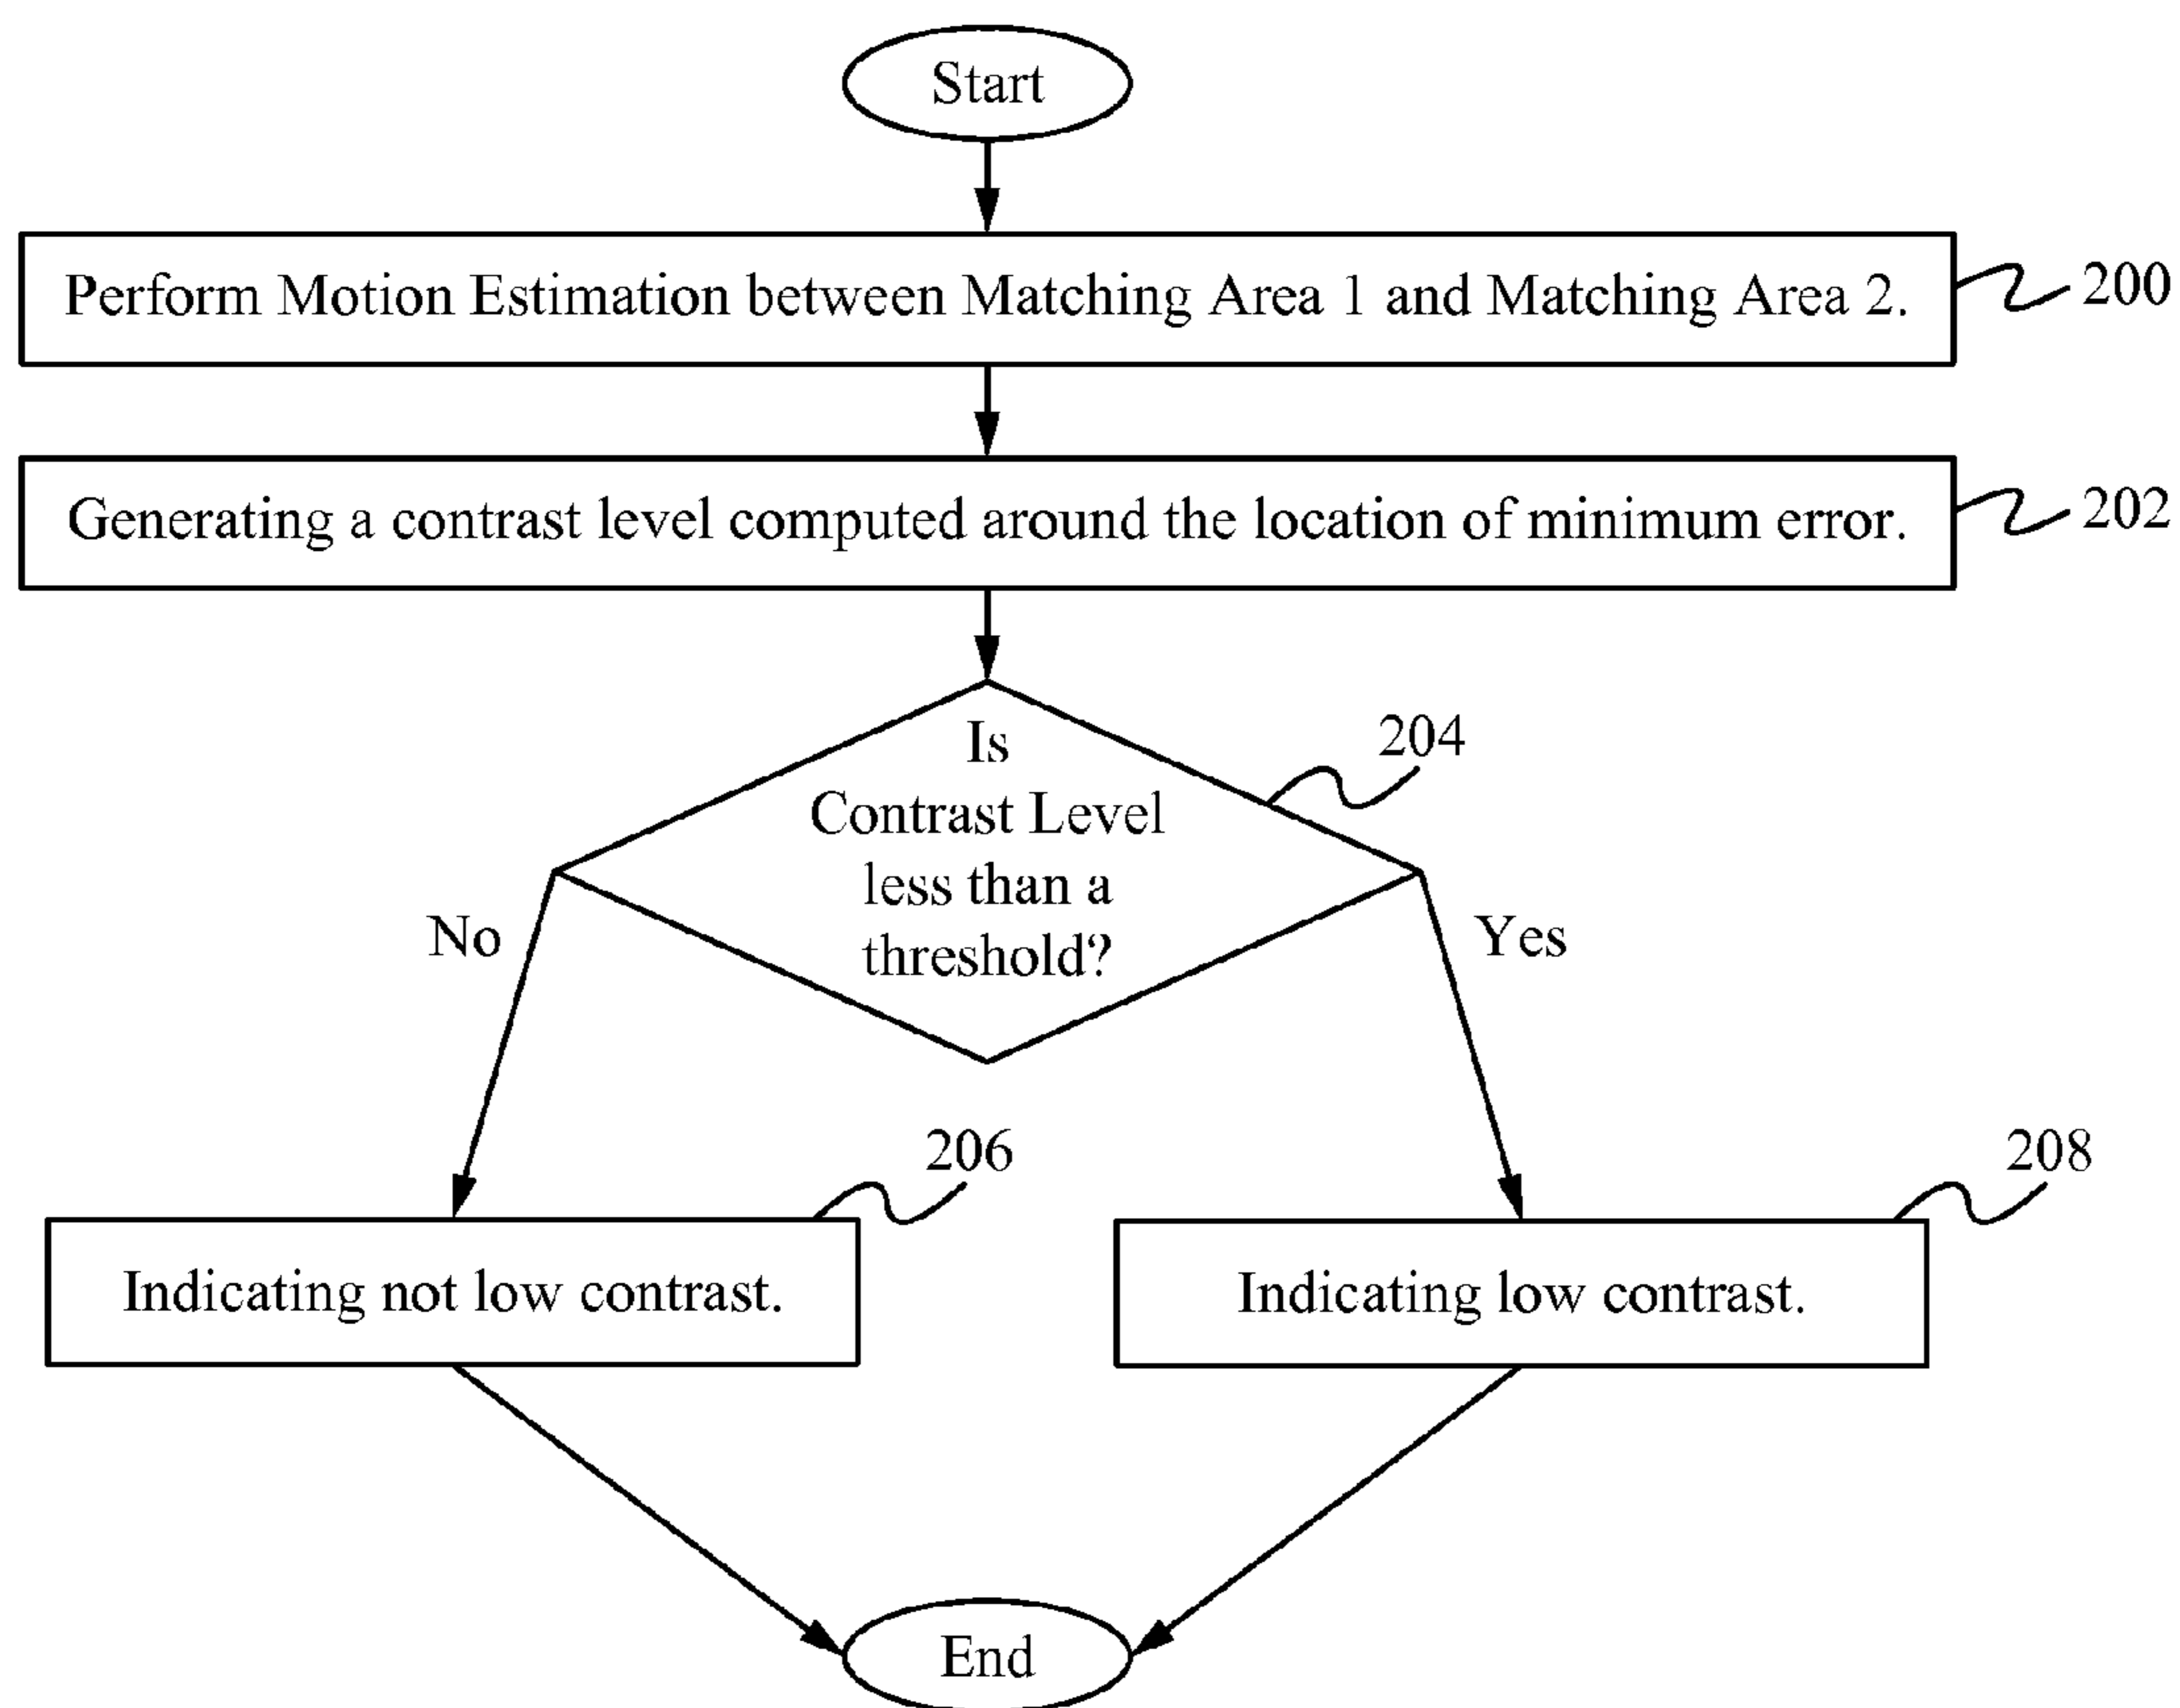 Start
Perform Motion Estimation between Matching Area 1 and Matching Area 2.
200
Generating a contrast level computed around the location of minimum error.
202
Is
Contrast Level
less than a
threshold?
204
No
Yes
206
208
Indicating not low contrast.
Indicating low contrast.
End